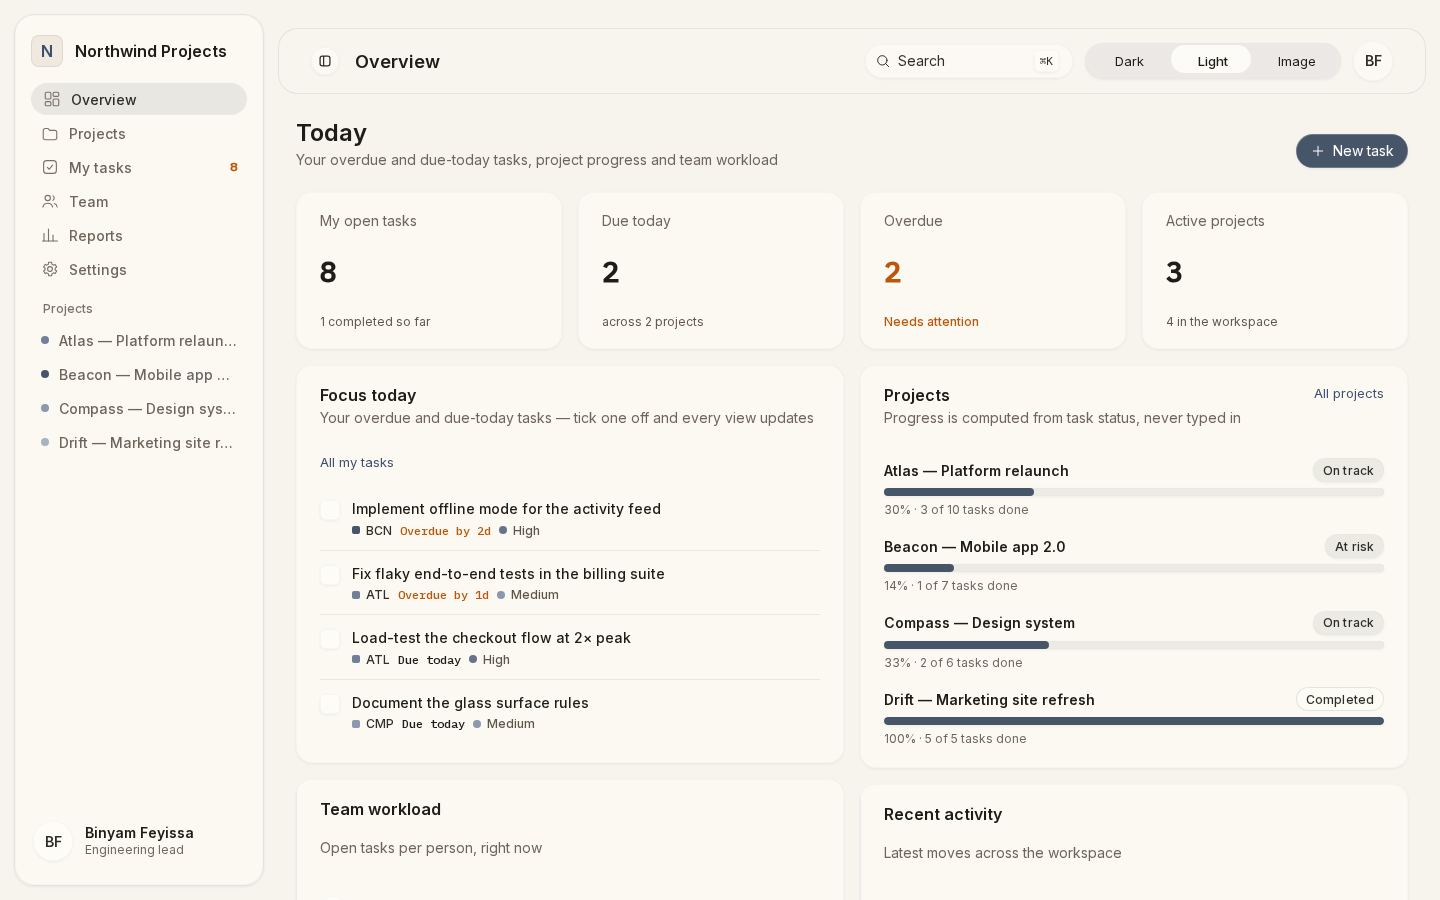 N
Northwind Projects
Overview
Projects
My tasks 8
Team
Reports
Settings
Projects
Atlas — Platform relaun…
Beacon — Mobile app …
Compass — Design sys…
Drift — Marketing site r…
BF
Binyam Feyissa
Engineering lead
Overview
Search ⌘K
Dark Light Image
BF
Today
Your overdue and due-today tasks, project progress and team workload
New task
My open tasks
8
1 completed so far
Due today
2
across 2 projects
Overdue
2
Needs attention
Active projects
3
4 in the workspace
Focus today
Your overdue and due-today tasks — tick one off and every view updates
All my tasks
Implement offline mode for the activity feed
BCN Overdue by 2d High
Fix flaky end-to-end tests in the billing suite
ATL Overdue by 1d Medium
Load-test the checkout flow at 2× peak
ATL Due today High
Document the glass surface rules
CMP Due today Medium
Projects
All projects
Progress is computed from task status, never typed in
Atlas — Platform relaunch On track
30% · 3 of 10 tasks done
Beacon — Mobile app 2.0 At risk
14% · 1 of 7 tasks done
Compass — Design system On track
33% · 2 of 6 tasks done
Drift — Marketing site refresh Completed
100% · 5 of 5 tasks done
Team workload
Open tasks per person, right now
Recent activity
Latest moves across the workspace